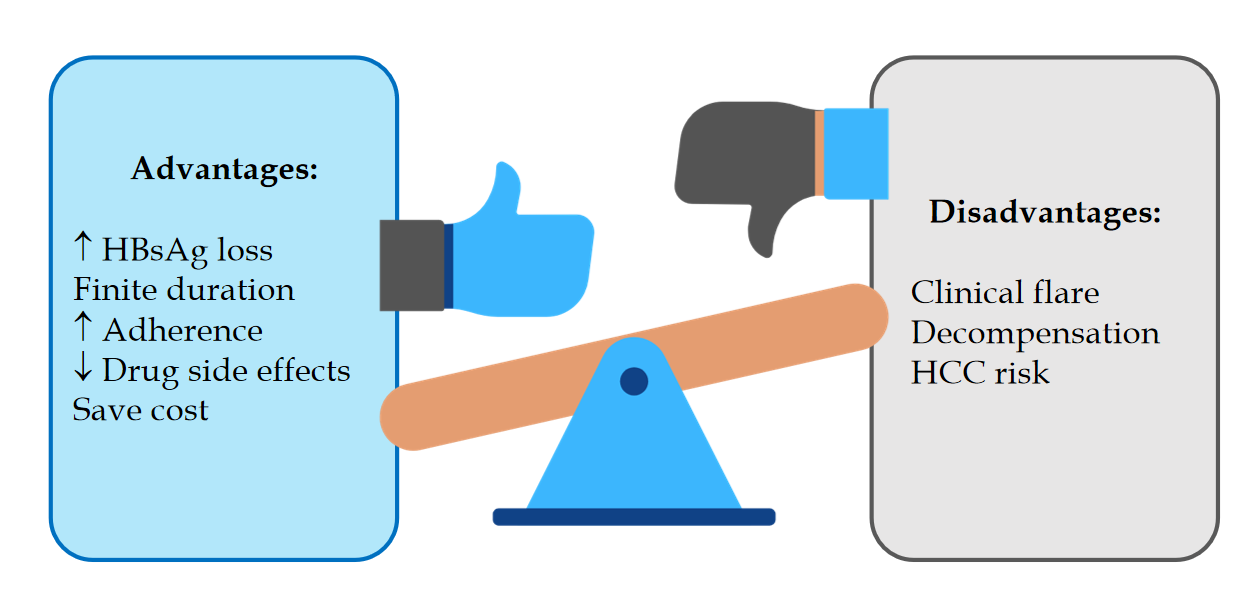 Advantages:
↑ HBsAg loss
Finite duration
↑ Adherence
↓ Drug side effects
Save cost
Disadvantages:
Clinical flare
Decompensation
HCC risk